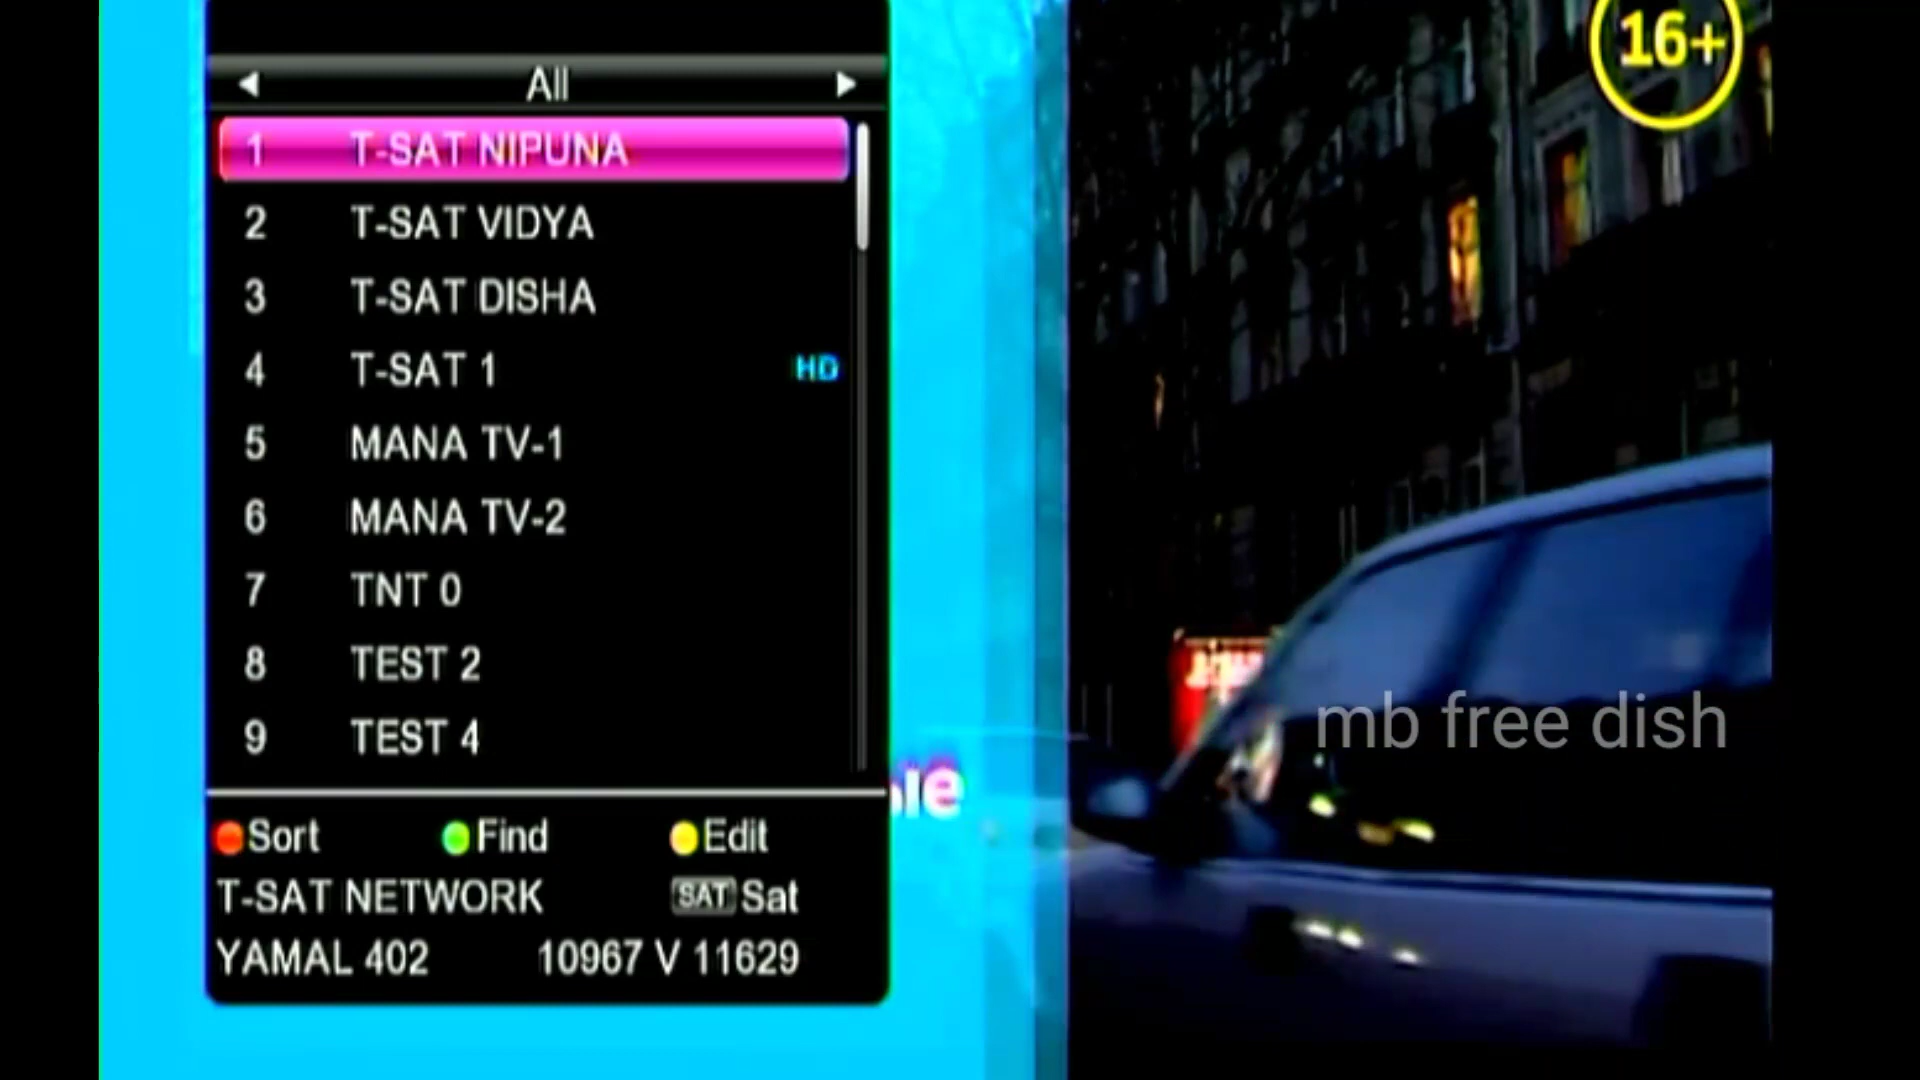 16+
All
1 T-SAT NIPUNA
2 T-SAT VIDYA
3 T-SAT DISHA
4 T-SAT 1 HD
5 MANA TV-1
6 MANA TV-2
7 TNT 0
8 TEST 2
9 TEST 4
Sort Find Edit
T-SAT NETWORK SAT Sat
YAMAL 402 10967 V 11629
mb free dish